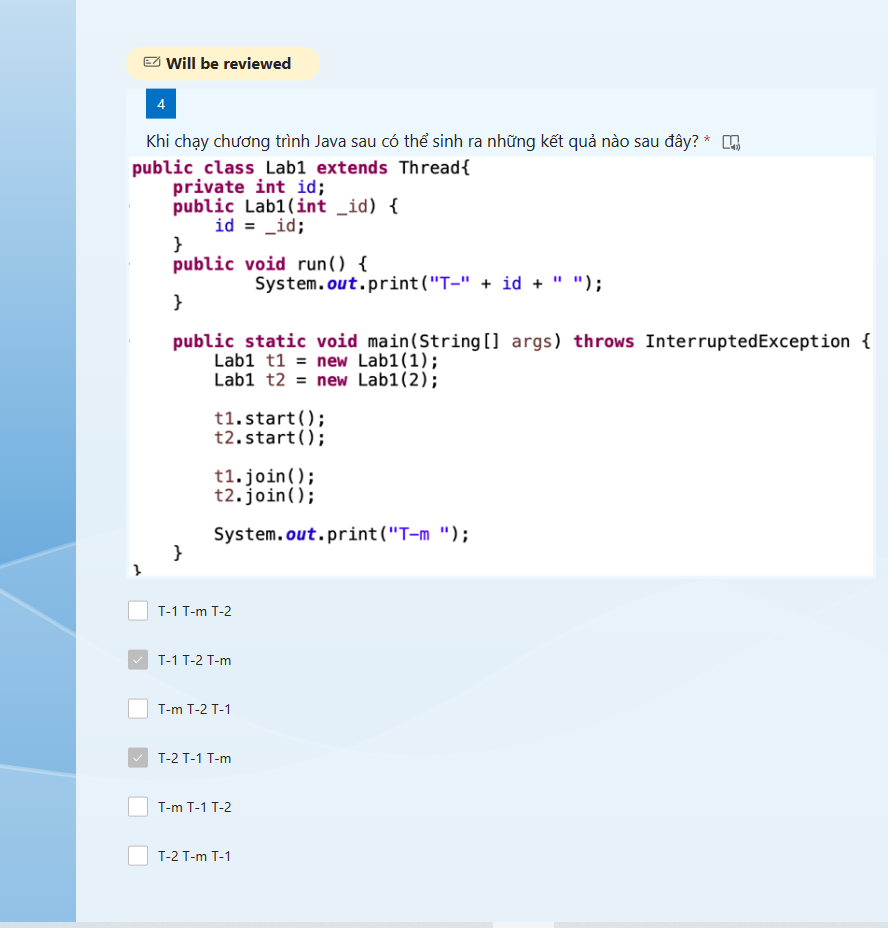 Will be reviewed
4
Khi chạy chương trình Java sau có thể sinh ra những kết quả nào sau đây? *
public class Lab1 extends Thread{
    private int id;
    public Lab1(int _id) {
        id = _id;
    }
    public void run() {
            System.out.print("T-" + id + " ");
    }

    public static void main(String[] args) throws InterruptedException {
        Lab1 t1 = new Lab1(1);
        Lab1 t2 = new Lab1(2);

        t1.start();
        t2.start();

        t1.join();
        t2.join();

        System.out.print("T-m ");
    }
}
T-1 T-m T-2
T-1 T-2 T-m
T-m T-2 T-1
T-2 T-1 T-m
T-m T-1 T-2
T-2 T-m T-1